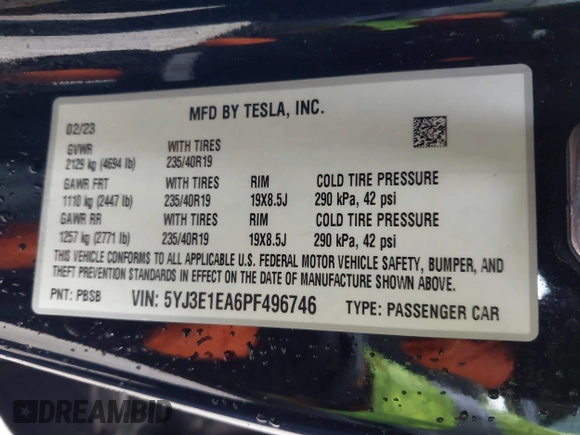 MFD BY TESLA, INC.
02/23
GVWR WITH TIRES
2129 kg (4694 lb) 235/40R19
GAWR FRT WITH TIRES RIM COLD TIRE PRESSURE
1110 kg (2447 lb) 235/40R19 19X8.5J 290 kPa, 42 psi
GAWR RR WITH TIRES RIM COLD TIRE PRESSURE
1257 kg (2771 lb) 235/40R19 19X8.5J 290 kPa, 42 psi
THIS VEHICLE CONFORMS TO ALL APPLICABLE U.S. FEDERAL MOTOR VEHICLE SAFETY, BUMPER, AND
THEFT PREVENTION STANDARDS IN EFFECT ON THE DATE OF MANUFACTURE SHOWN ABOVE.
PNT: PBSB VIN: 5YJ3E1EA6PF496746 TYPE: PASSENGER CAR
DREAMBID